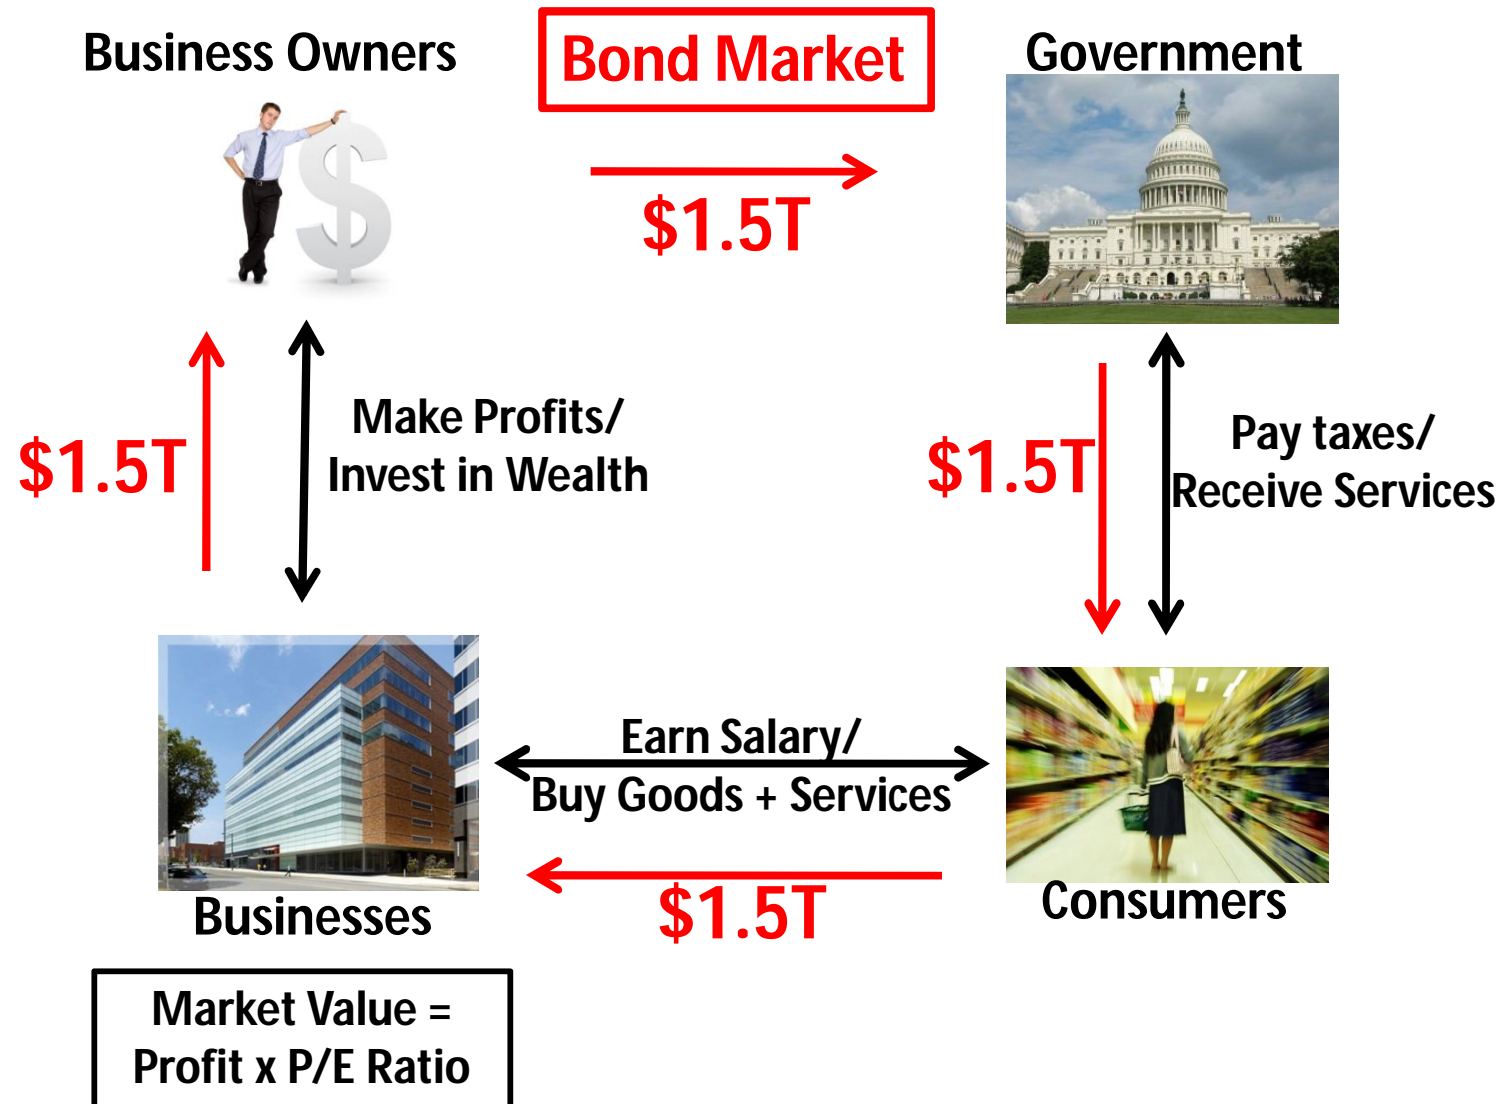 Business Owners
Bond Market
Government
$1.5T
$1.5T
Make Profits/
Invest in Wealth
$1.5T
Pay taxes/
Receive Services
Earn Salary/
Buy Goods + Services
$1.5T
Businesses
Consumers
Market Value =
Profit x P/E Ratio